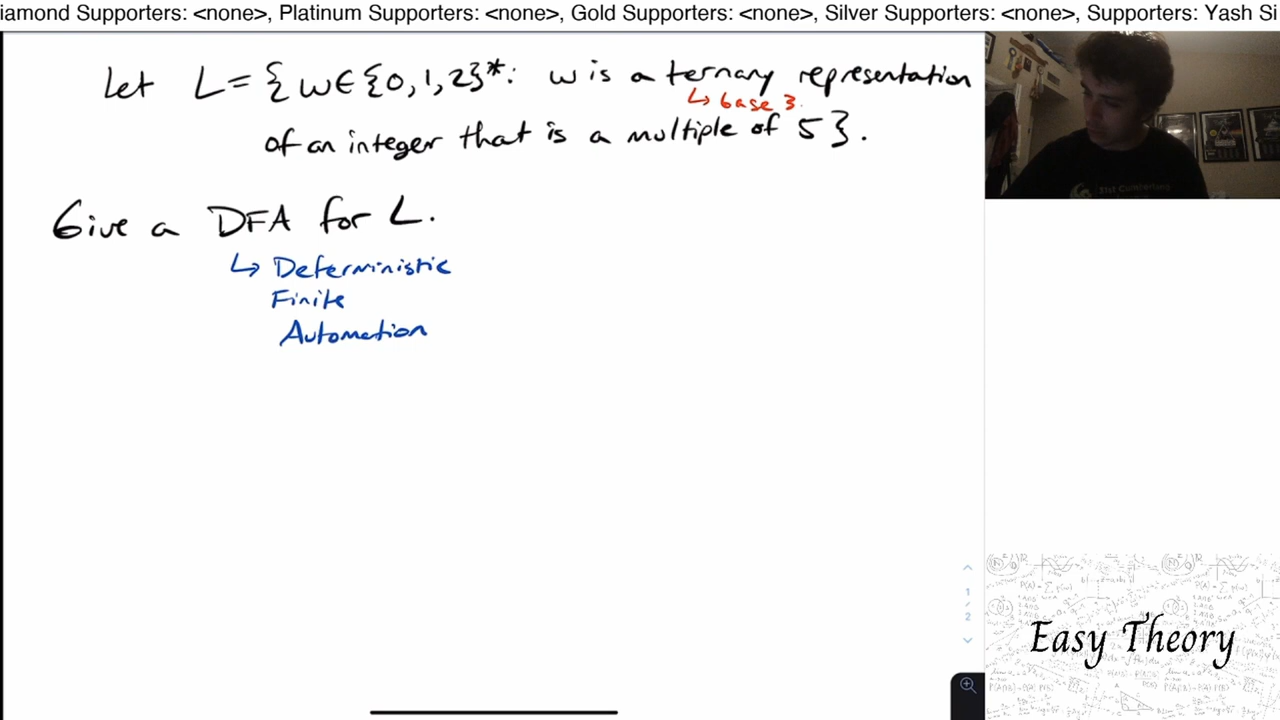 iamond Supporters: <none>, Platinum Supporters: <none>, Gold Supporters: <none>, Silver Supporters: <none>, Supporters: Yash Si
Let L = { w ∈ {0,1,2}*: w is a ternary representation
↳ base 3.
of an integer that is a multiple of 5 }.
Give a DFA for L.
↳ Deterministic
Finite
Automation
1
/
2
Easy Theory